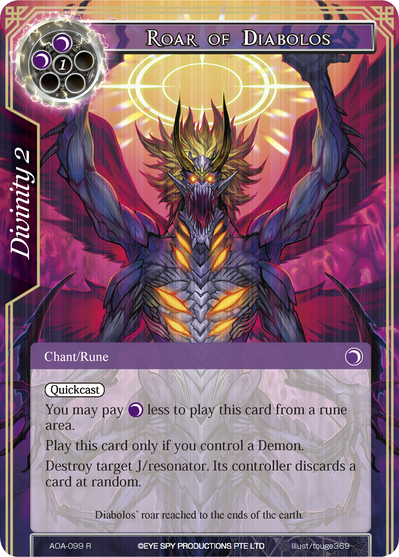 1
Roar of Diabolos
Divinity 2
Chant/Rune
Quickcast
You may pay less to play this card from a rune
area.
Play this card only if you control a Demon.
Destroy target J/resonator. Its controller discards a
card at random.
Diabolos' roar reached to the ends of the earth.
AOA-099 R ©EYE SPY PRODUCTIONS PTE LTD Illust/touge369